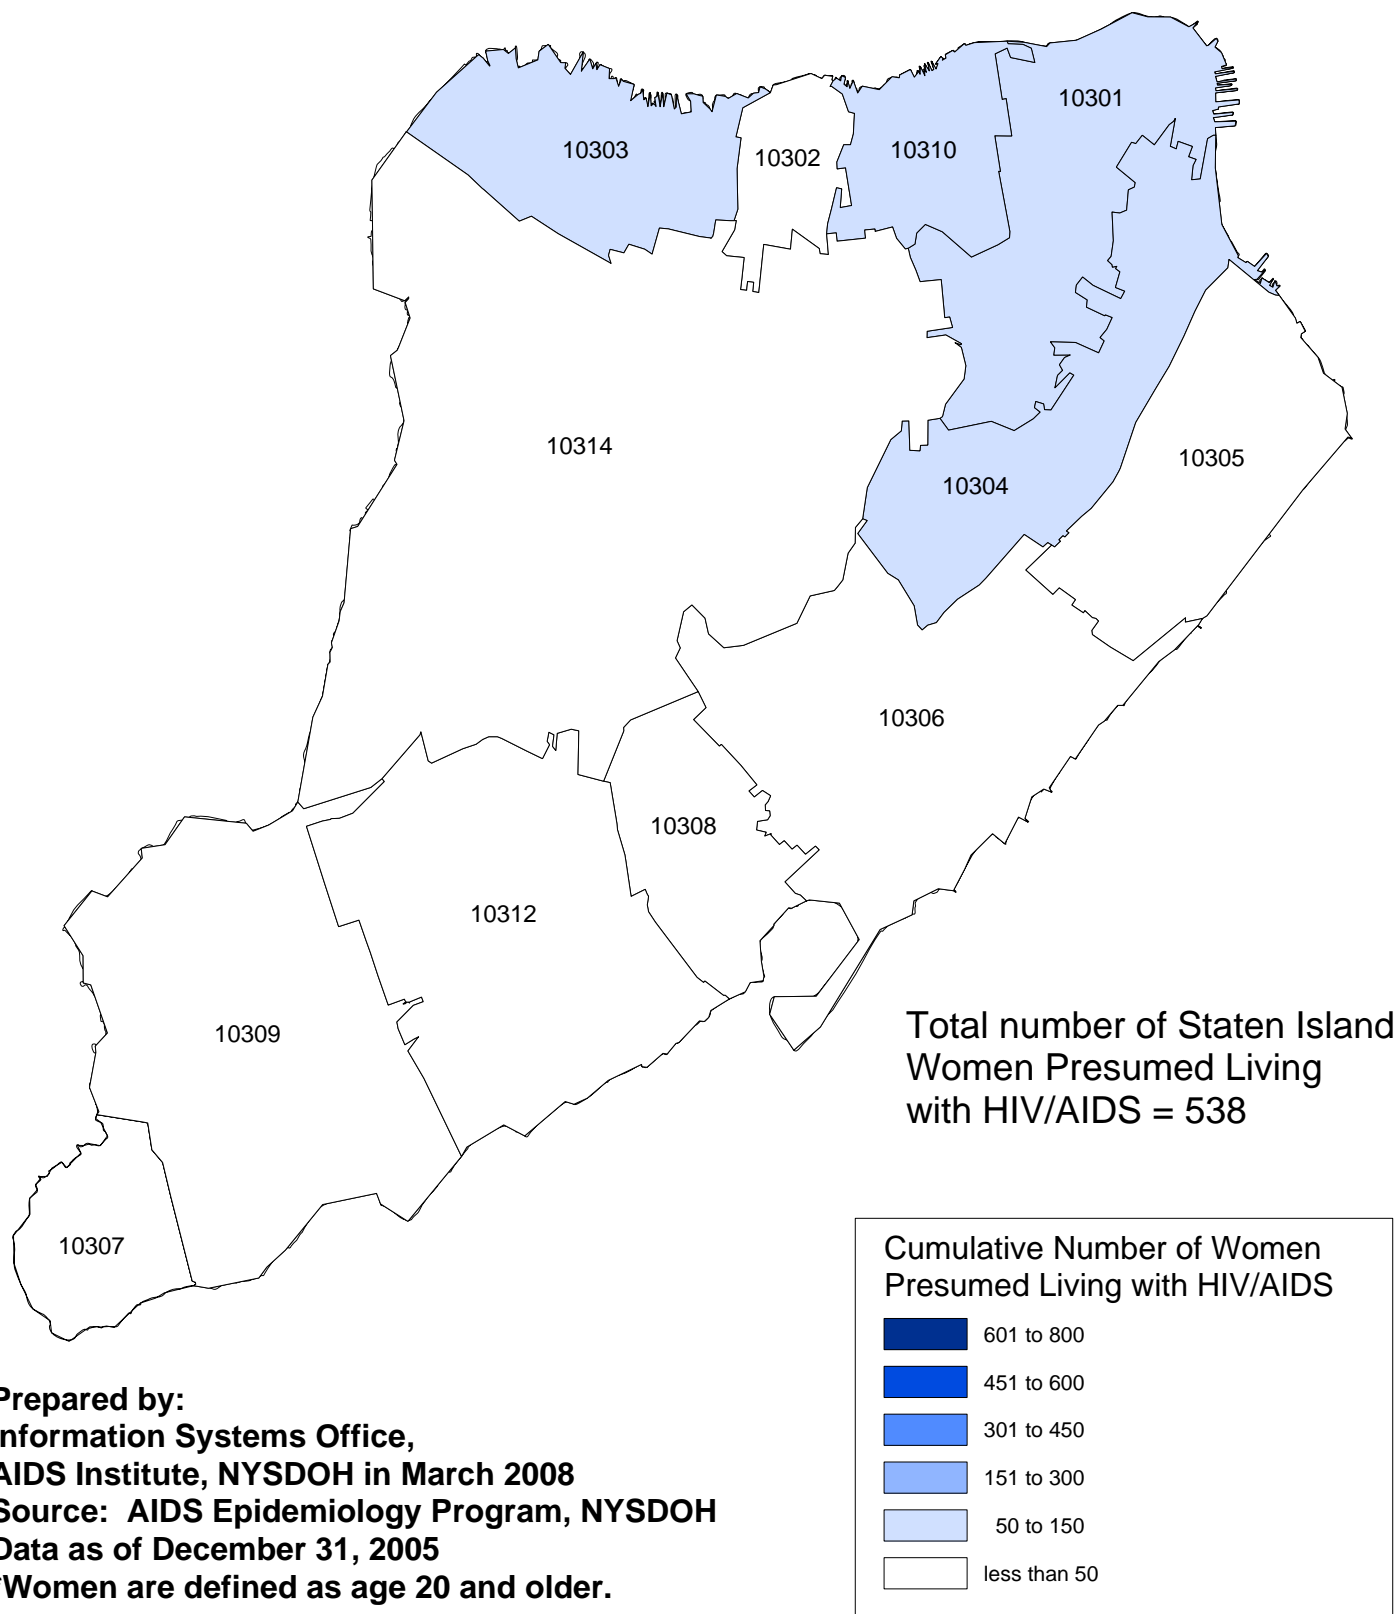 10301
10303
10302
10310
10314
10305
10304
10306
10308
10312
10309
10307
Total number of Staten Island
Women Presumed Living
with HIV/AIDS = 538
Cumulative Number of Women
Presumed Living with HIV/AIDS
601 to 800
451 to 600
301 to 450
151 to 300
50 to 150
less than 50
Prepared by:
Information Systems Office,
AIDS Institute, NYSDOH in March 2008
Source: AIDS Epidemiology Program, NYSDOH
Data as of December 31, 2005
*Women are defined as age 20 and older.